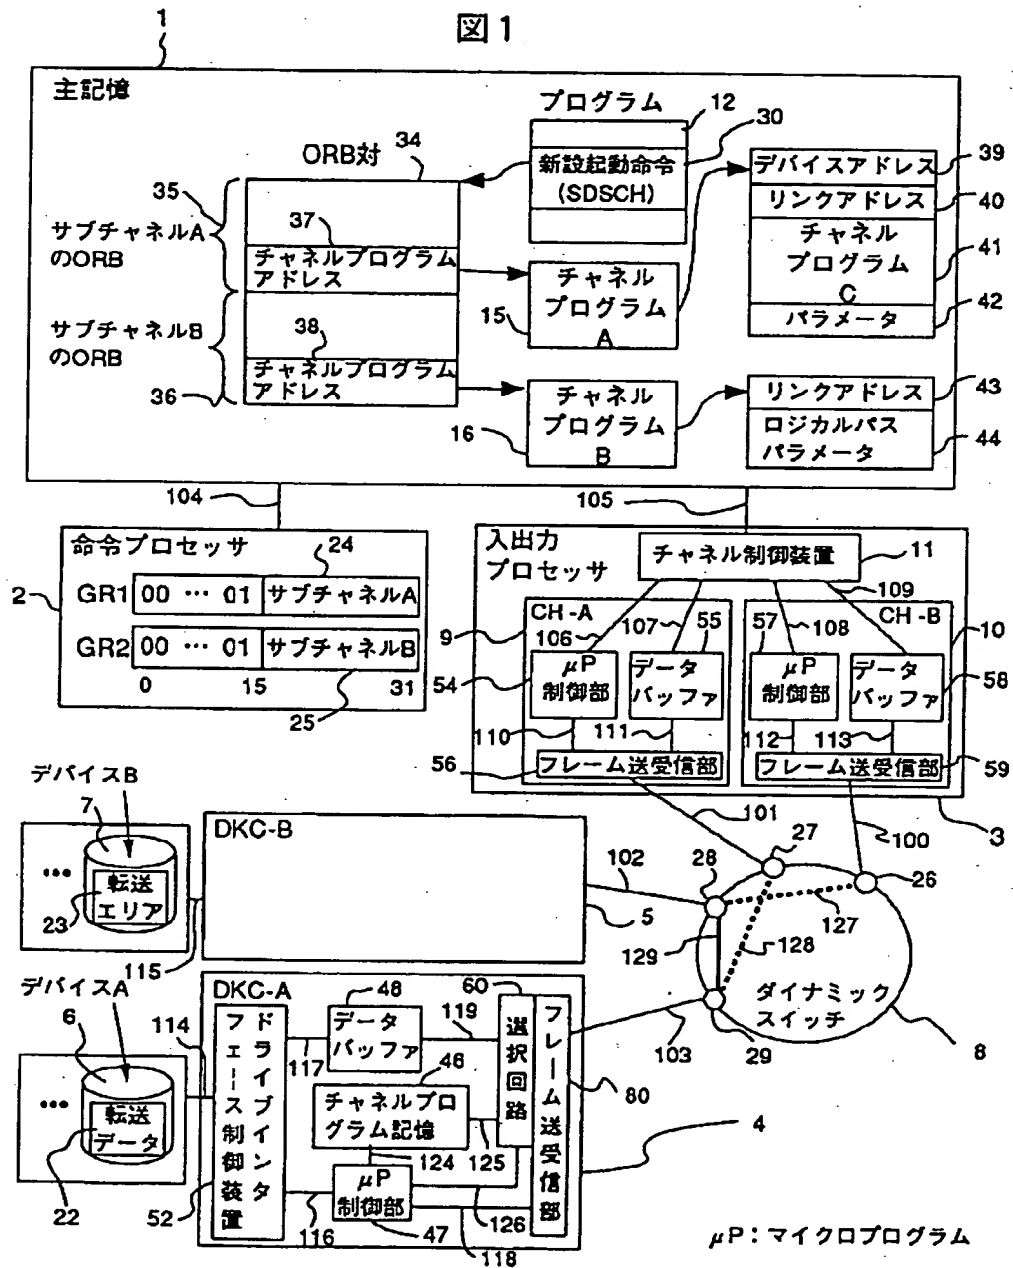 図1
1
主記憶
プログラム
12
30
新設起動命令
(SDSCH)
ORB対
34
35
サブチャネルA
のORB
37
チャネルプログラム
アドレス
サブチャネルB
のORB
38
チャネルプログラム
アドレス
36
チャネル
プログラム
A
15
チャネル
プログラム
B
16
デバイスアドレス
39
リンクアドレス
40
チャネル
プログラム
C
41
パラメータ
42
リンクアドレス
43
ロジカルパス
パラメータ
44
104
105
命令プロセッサ
24
2
GR1
00 … 01
サブチャネルA
GR2
00 … 01
サブチャネルB
0
15
31
25
入出力
プロセッサ
チャネル制御装置
11
109
CH-A
CH-B
9
106
107
55
57
108
10
54
μP
制御部
データ
バッファ
μP
制御部
データ
バッファ
58
110
111
112
113
56
フレーム送受信部
フレーム送受信部
59
101
100
3
デバイスB
7
DKC-B
…
転送
エリア
23
102
5
115
27
28
26
127
128
129
ダイナミック
スイッチ
29
103
8
デバイスA
6
114
DKC-A
48
60
データ
バッファ
119
117
46
チャネルプロ
グラム記憶
選択回路
フレーム送受信部
80
4
…
転送
データ
22
ドライブインタ
フェース制御装置
52
124
125
μP
制御部
116
47
126
118
μP:マイクロプログラム